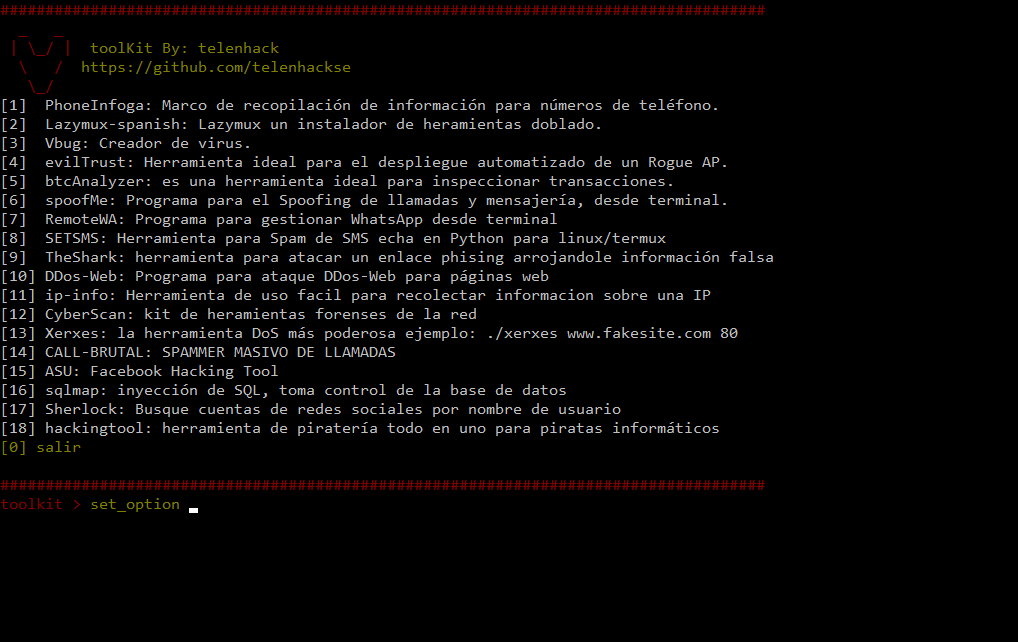 #####################################################################################
toolKit By: telenhack
https://github.com/telenhackse
[1] PhoneInfoga: Marco de recopilación de información para números de teléfono.
[2] Lazymux-spanish: Lazymux un instalador de heramientas doblado.
[3] Vbug: Creador de virus.
[4] evilTrust: Herramienta ideal para el despliegue automatizado de un Rogue AP.
[5] btcAnalyzer: es una herramienta ideal para inspeccionar transacciones.
[6] spoofMe: Programa para el Spoofing de llamadas y mensajería, desde terminal.
[7] RemoteWA: Programa para gestionar WhatsApp desde terminal
[8] SETSMS: Herramienta para Spam de SMS echa en Python para linux/termux
[9] TheShark: herramienta para atacar un enlace phising arrojandole información falsa
[10] DDos-Web: Programa para ataque DDos-Web para páginas web
[11] ip-info: Herramienta de uso facil para recolectar informacion sobre una IP
[12] CyberScan: kit de heramientas forenses de la red
[13] Xerxes: la herramienta DoS más poderosa ejemplo: ./xerxes www.fakesite.com 80
[14] CALL-BRUTAL: SPAMMER MASIVO DE LLAMADAS
[15] ASU: Facebook Hacking Tool
[16] sqlmap: inyección de SQL, toma control de la base de datos
[17] Sherlock: Busque cuentas de redes sociales por nombre de usuario
[18] hackingtool: herramienta de piratería todo en uno para piratas informáticos
[0] salir
#####################################################################################
toolkit > set_option